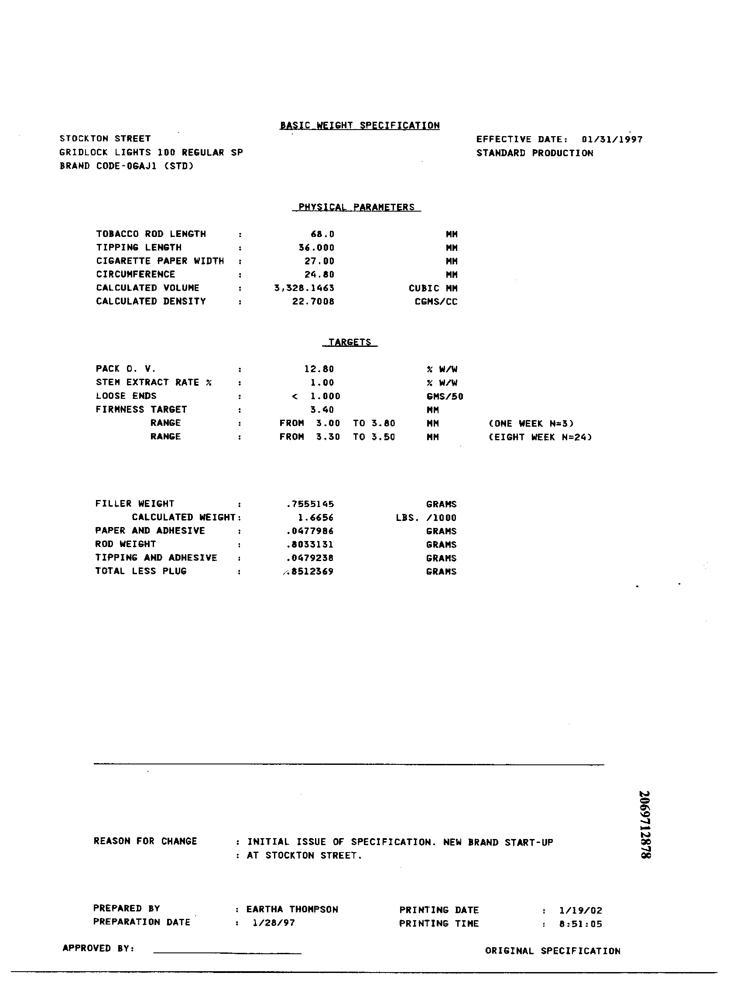 BASIC WEIGHT SPECIFICATION
STOCKTON STREET EFFECTIVE DATE: 01/31/1997
GRIDLOCK LIGHTS 100 REGULAR SP STANDARD PRODUCTION
BRAND CODE-0GAJ1 (STD)
PHYSICAL PARAMETERS
TOBACCO ROD LENGTH : 68.0 MM
TIPPING LENGTH : 36.000 MM
CIGARETTE PAPER WIDTH : 27.00 MM
CIRCUMFERENCE : 24.80 MM
CALCULATED VOLUME : 3,328.1463 CUBIC MM
CALCULATED DENSITY : 22.7008 CGMS/CC
TARGETS
PACK O. V. : 12.80 % W/W
STEM EXTRACT RATE % : 1.00 % W/W
LOOSE ENDS : < 1.000 GMS/50
FIRMNESS TARGET : 3.40 MM
RANGE : FROM 3.00 TO 3.80 MM (ONE WEEK N=3)
RANGE : FROM 3.30 TO 3.50 MM (EIGHT WEEK N=24)
FILLER WEIGHT : .7555145 GRAMS
CALCULATED WEIGHT: 1.6656 LBS. /1000
PAPER AND ADHESIVE : .0477986 GRAMS
ROD WEIGHT : .8033131 GRAMS
TIPPING AND ADHESIVE : .0479238 GRAMS
TOTAL LESS PLUG : .8512369 GRAMS
2069712878
REASON FOR CHANGE : INITIAL ISSUE OF SPECIFICATION. NEW BRAND START-UP
: AT STOCKTON STREET.
PREPARED BY : EARTHA THOMPSON PRINTING DATE : 1/19/02
PREPARATION DATE : 1/28/97 PRINTING TIME : 8:51:05
APPROVED BY: ORIGINAL SPECIFICATION